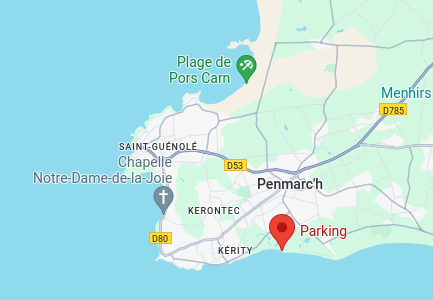 Plage de
Pors Carn
Menhirs
D785
SAINT-GUÉNOLÉ
Chapelle
Notre-Dame-de-la-Joie
D53
Penmarc'h
KERONTEC
Parking
D80
KÉRITY